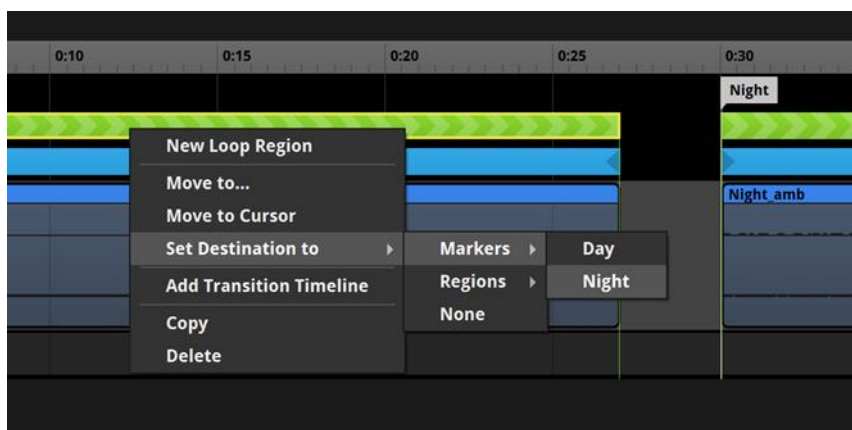 0:10 0:15 0:20 0:25 0:30
Night
New Loop Region
Move to...
Move to Cursor
Set Destination to
Add Transition Timeline
Copy
Delete
Markers
Regions
None
Day
Night
Night_amb